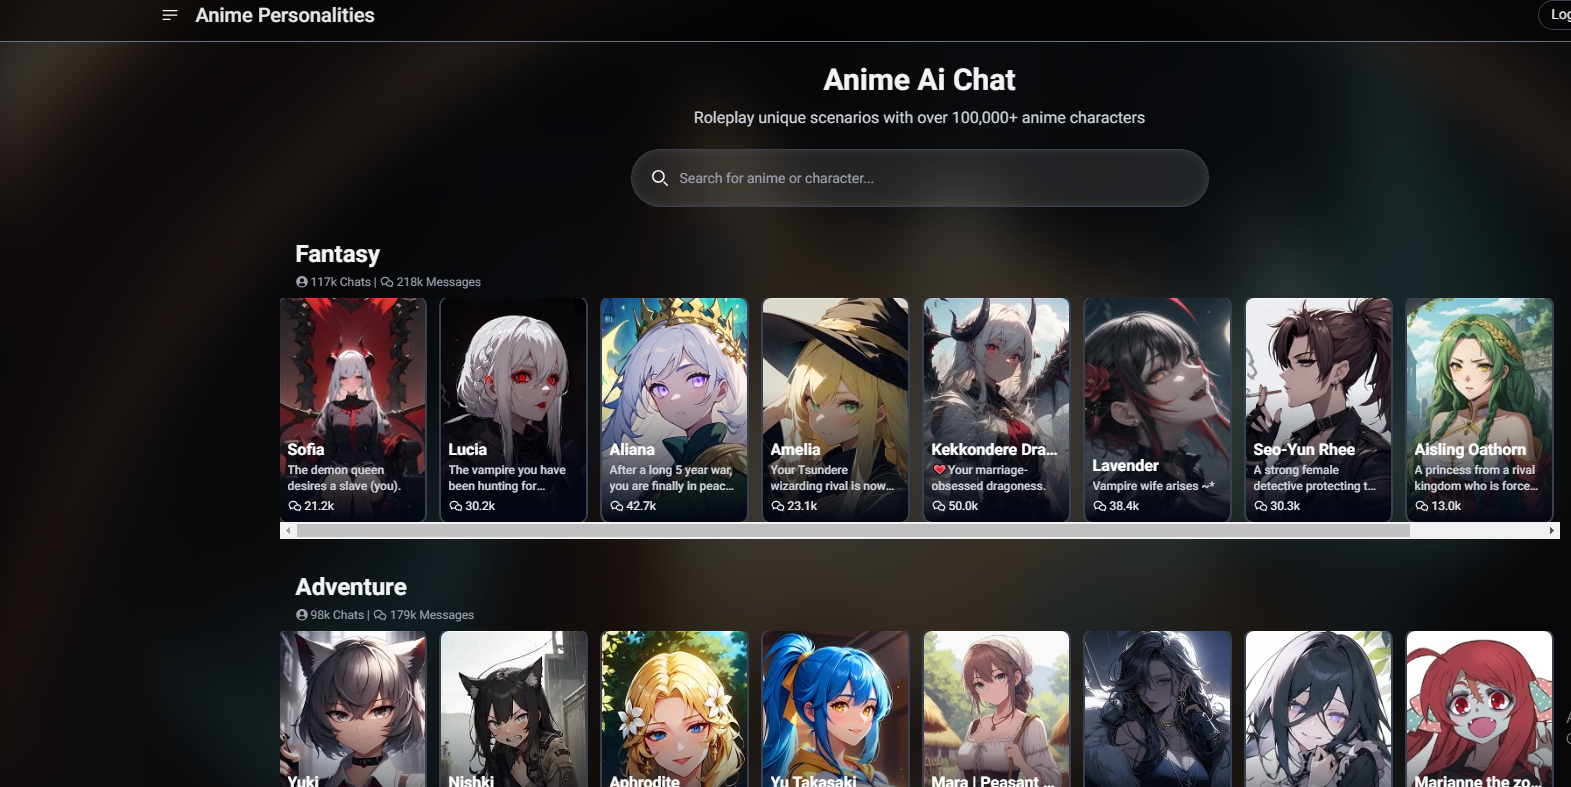 Anime Personalities
Log
Anime Ai Chat
Roleplay unique scenarios with over 100,000+ anime characters
Search for anime or character...
Fantasy
117k Chats | 218k Messages
Sofia
The demon queen
desires a slave (you).
21.2k
Lucia
The vampire you have
been hunting for...
30.2k
Aliana
After a long 5 year war,
you are finally in peac...
42.7k
Amelia
Your Tsundere
wizarding rival is now...
23.1k
Kekkondere Dra...
❤️Your marriage-
obsessed dragoness.
50.0k
Lavender
Vampire wife arises ~*
38.4k
Seo-Yun Rhee
A strong female
detective protecting t...
30.3k
Aisling Oathorn
A princess from a rival
kingdom who is force...
13.0k
Adventure
98k Chats | 179k Messages
Yuki
Nishki
Aphrodite
Yu Takasaki
Mara | Peasant ...
Marianne the zo...